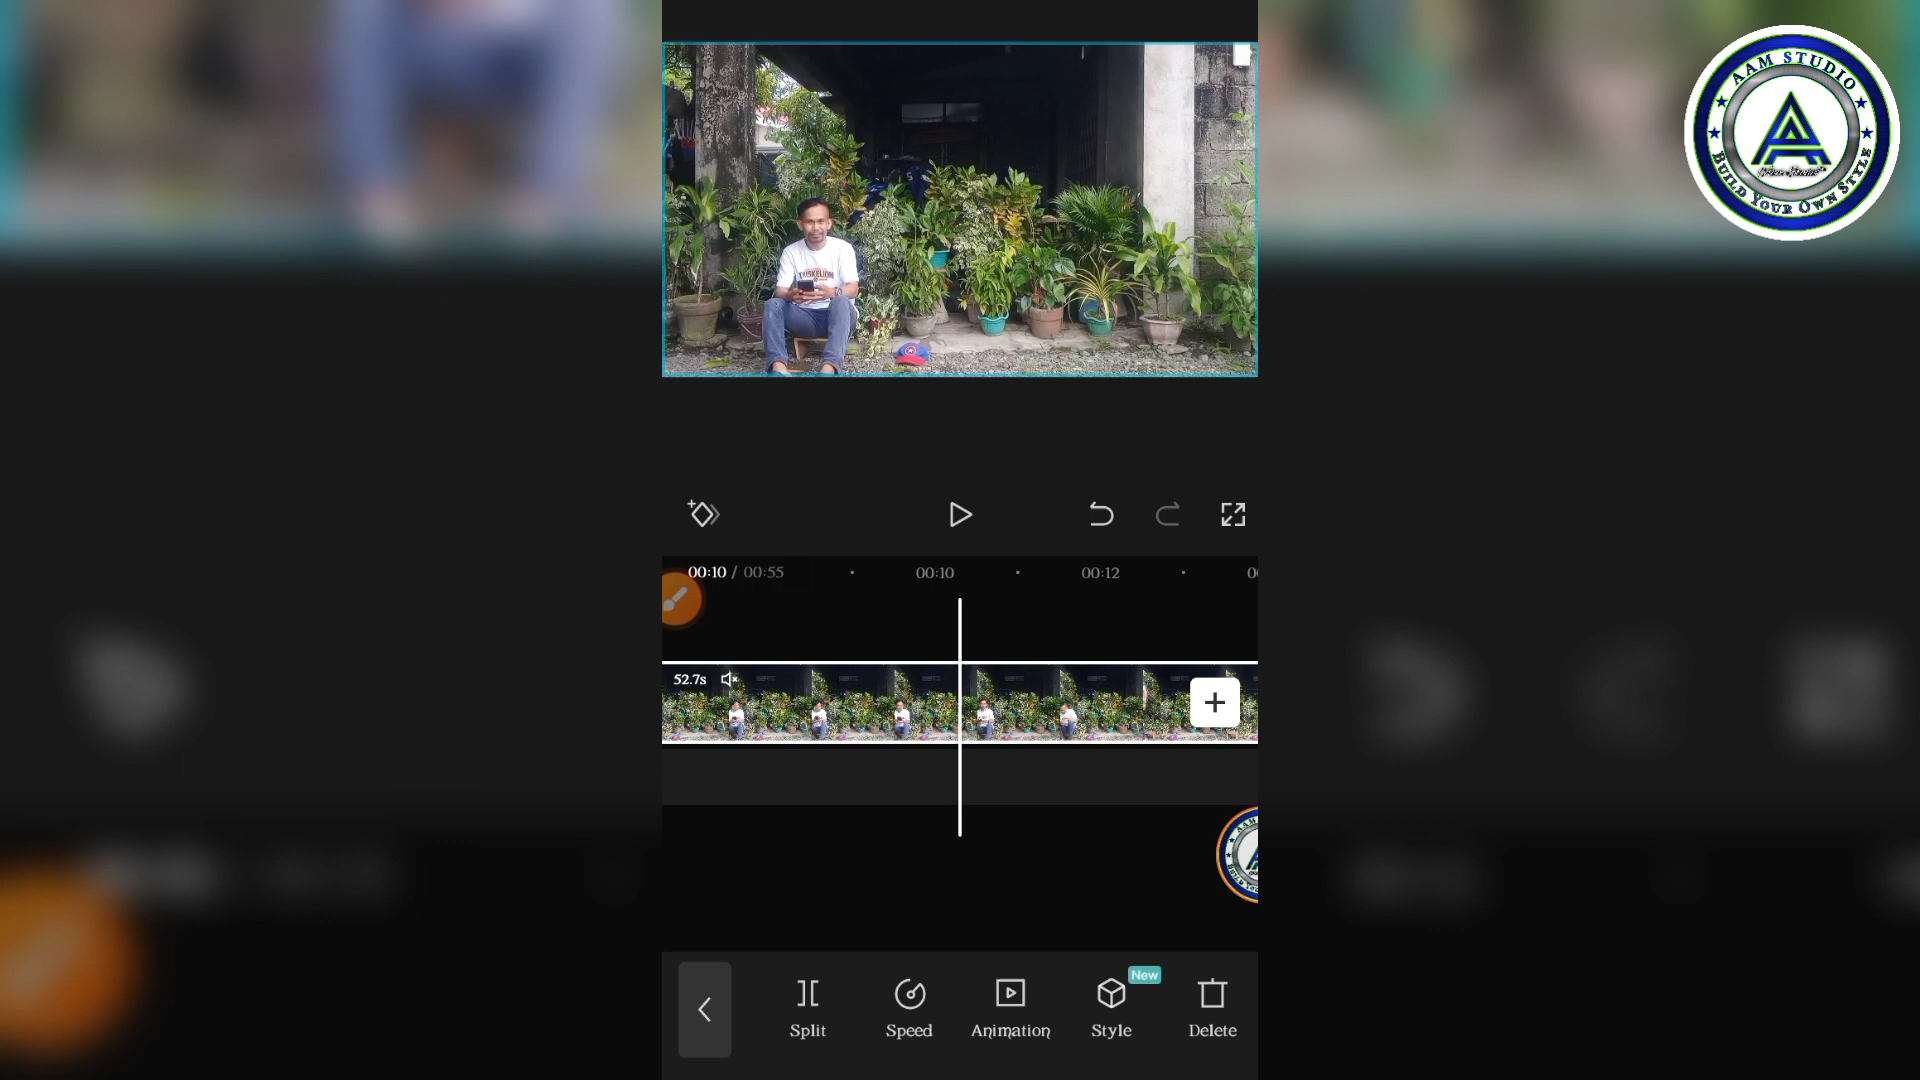 AAM STUDIO
BUILD YOUR OWN STYLE
00:10 / 00:55
00:10
00:12
52.7s
New
Split
Speed
Animation
Style
Delete